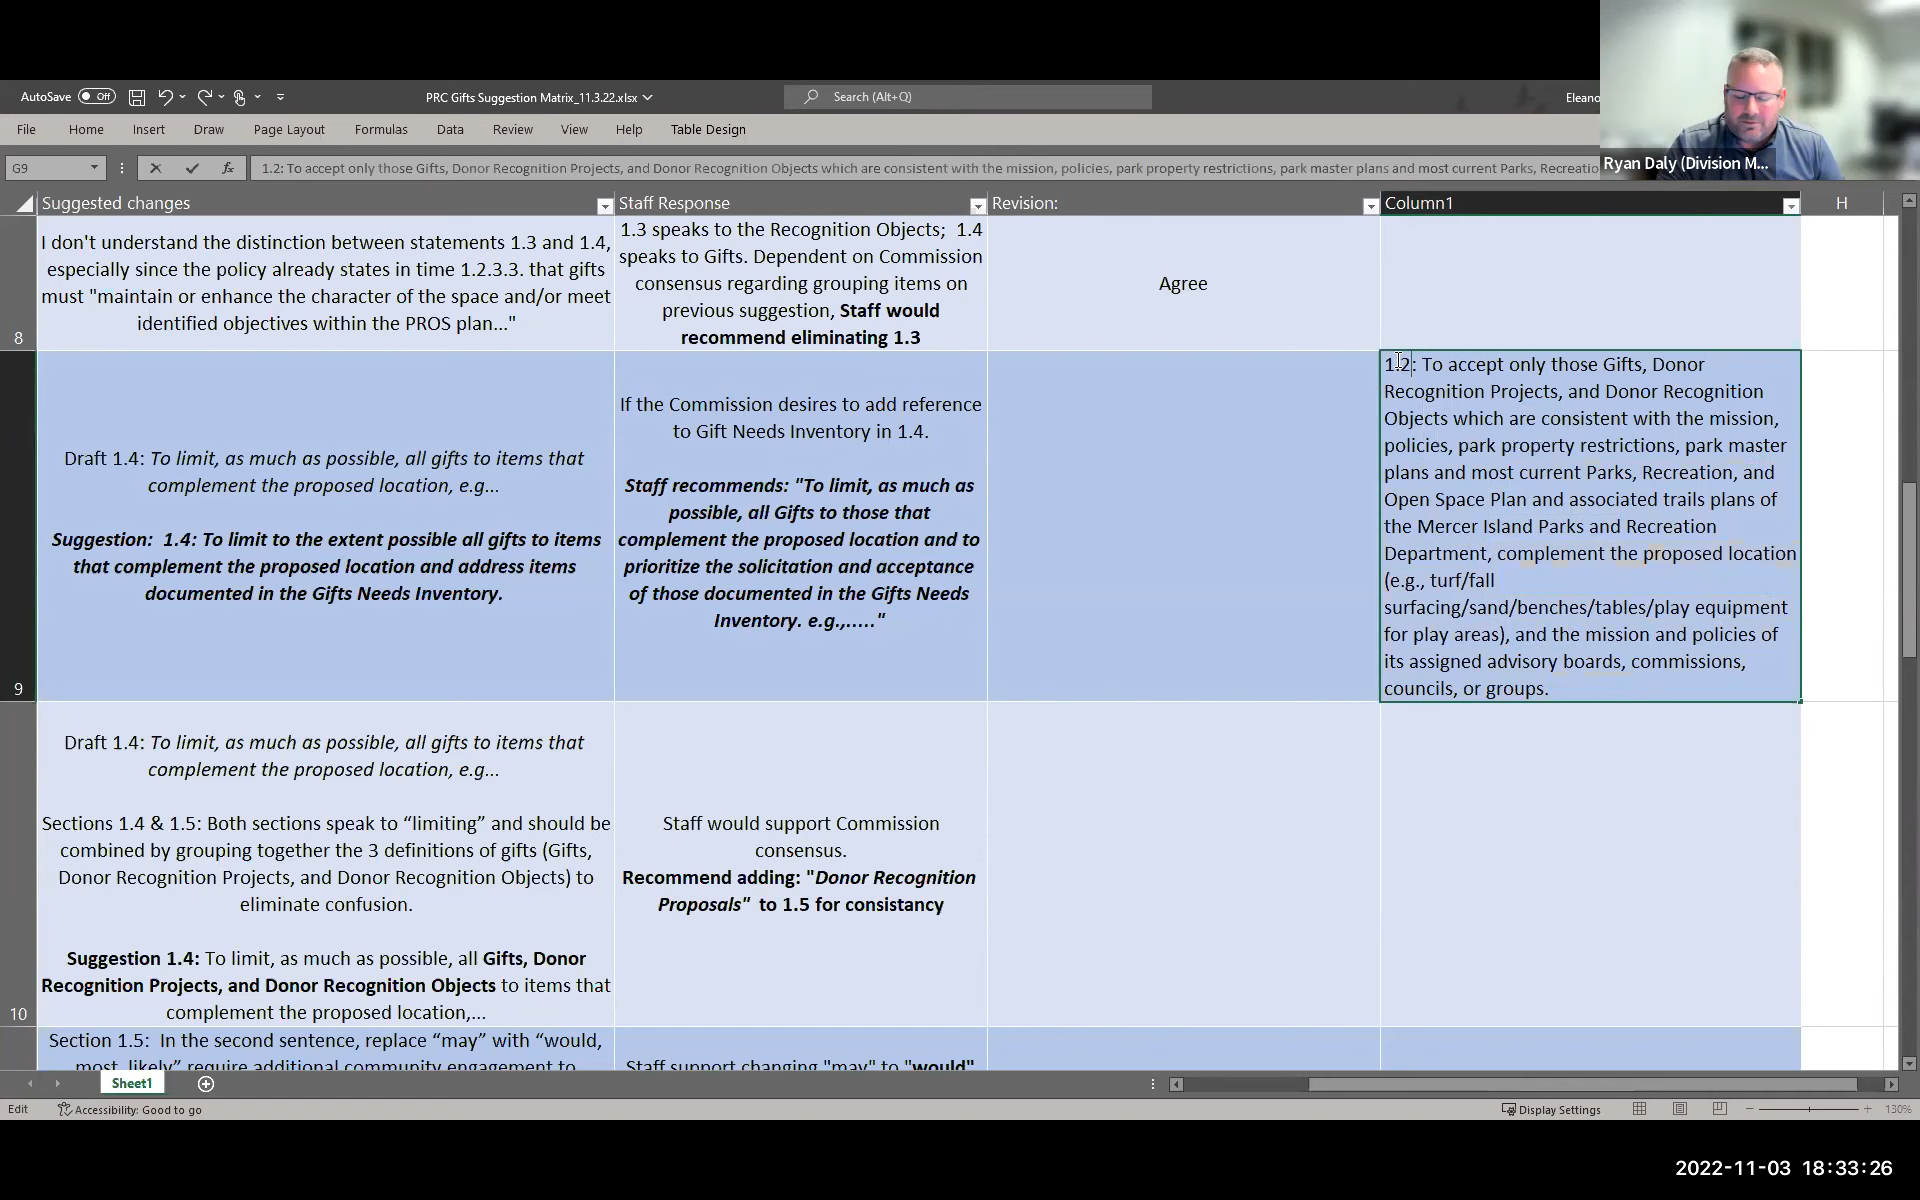 AutoSave Off
PRC Gifts Suggestion Matrix_11.3.22.xlsx
Search (Alt+Q)
Eleano
File Home Insert Draw Page Layout Formulas Data Review View Help Table Design
Ryan Daly (Division M...
G9
fx
1.2: To accept only those Gifts, Donor Recognition Projects, and Donor Recognition Objects which are consistent with the mission, policies, park property restrictions, park master plans and most current Parks, Recreatio
Suggested changes
Staff Response
Revision:
Column1
H
I don't understand the distinction between statements 1.3 and 1.4,
especially since the policy already states in time 1.2.3.3. that gifts
must "maintain or enhance the character of the space and/or meet
identified objectives within the PROS plan..."
1.3 speaks to the Recognition Objects; 1.4
speaks to Gifts. Dependent on Commission
consensus regarding grouping items on
previous suggestion, Staff would
recommend eliminating 1.3
Agree
8
Draft 1.4: To limit, as much as possible, all gifts to items that
complement the proposed location, e.g...
Suggestion: 1.4: To limit to the extent possible all gifts to items
that complement the proposed location and address items
documented in the Gifts Needs Inventory.
If the Commission desires to add reference
to Gift Needs Inventory in 1.4.
Staff recommends: "To limit, as much as
possible, all Gifts to those that
complement the proposed location and to
prioritize the solicitation and acceptance
of those documented in the Gifts Needs
Inventory. e.g.,....."
1.2: To accept only those Gifts, Donor
Recognition Projects, and Donor Recognition
Objects which are consistent with the mission,
policies, park property restrictions, park master
plans and most current Parks, Recreation, and
Open Space Plan and associated trails plans of
the Mercer Island Parks and Recreation
Department, complement the proposed location
(e.g., turf/fall
surfacing/sand/benches/tables/play equipment
for play areas), and the mission and policies of
its assigned advisory boards, commissions,
councils, or groups.
9
Draft 1.4: To limit, as much as possible, all gifts to items that
complement the proposed location, e.g...
Sections 1.4 & 1.5: Both sections speak to “limiting” and should be
combined by grouping together the 3 definitions of gifts (Gifts,
Donor Recognition Projects, and Donor Recognition Objects) to
eliminate confusion.
Suggestion 1.4: To limit, as much as possible, all Gifts, Donor
Recognition Projects, and Donor Recognition Objects to items that
complement the proposed location,...
Staff would support Commission
consensus.
Recommend adding: "Donor Recognition
Proposals" to 1.5 for consistancy
10
Section 1.5: In the second sentence, replace “may” with “would,
most likely” require additional community engagement to
Staff support changing "may" to "would"
Sheet1
Edit
Accessibility: Good to go
Display Settings
130%
2022-11-03 18:33:26